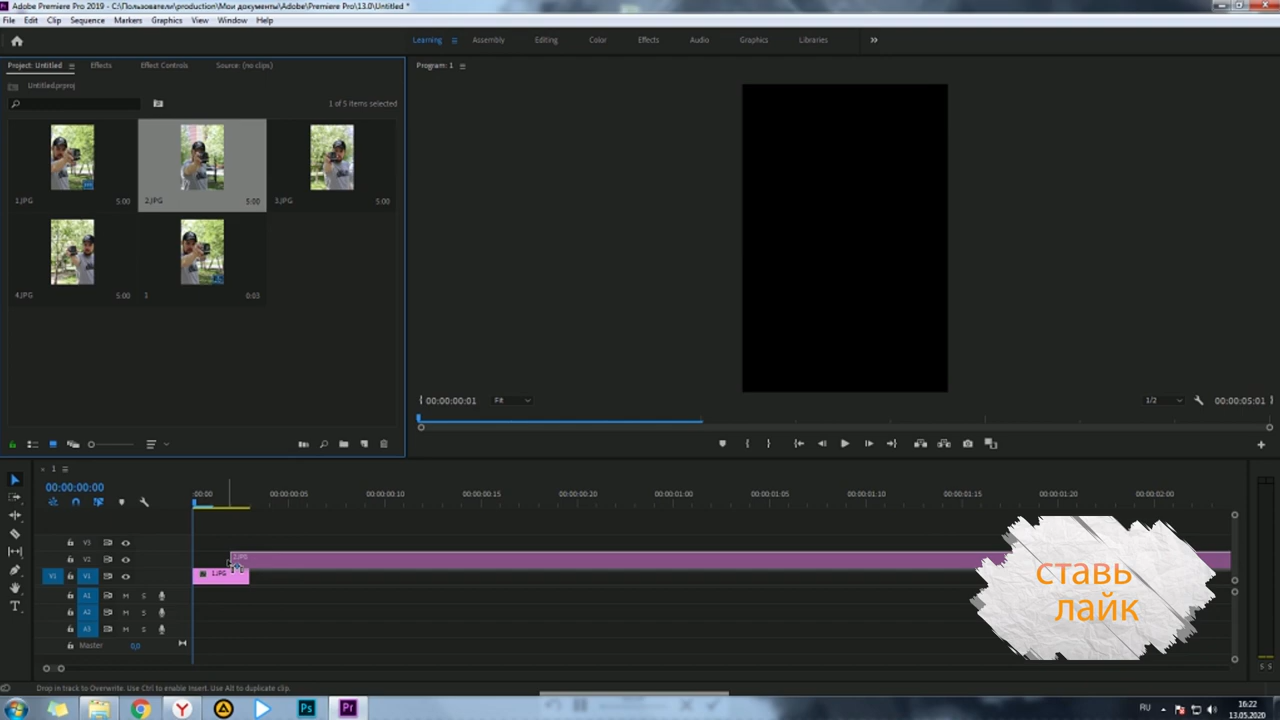 Adobe Premiere Pro 2019 - C:\Пользователи\production\Мои документы\Adobe\Premiere Pro\13.0\Untitled *
File Edit Clip Sequence Markers Graphics View Window Help
Learning Assembly Editing Color Effects Audio Graphics Libraries
Project: Untitled Effects Effect Controls Source: (no clips) Program: 1
Untitled.prproj
1 of 5 items selected
1.JPG 5:00 2.JPG 5:00 3.JPG 5:00
4.JPG 5:00 1 0:03
00:00:00:01 Fit 1/2 00:00:05:01
1
00:00:00:00
:00:00 00:00:00:05 00:00:00:10 00:00:00:15 00:00:00:20 00:00:01:00 00:00:01:05 00:00:01:10 00:00:01:15 00:00:01:20 00:00:02:00
V3
V2 2.JPG
V1 V1 1.JPG
A1 M S
A2 M S
A3 M S
Master 0,0
S S
ставь
лайк
Drop in track to Overwrite. Use Ctrl to enable Insert. Use Alt to duplicate clip.
Ps Pr RU 16:22
13.05.2020